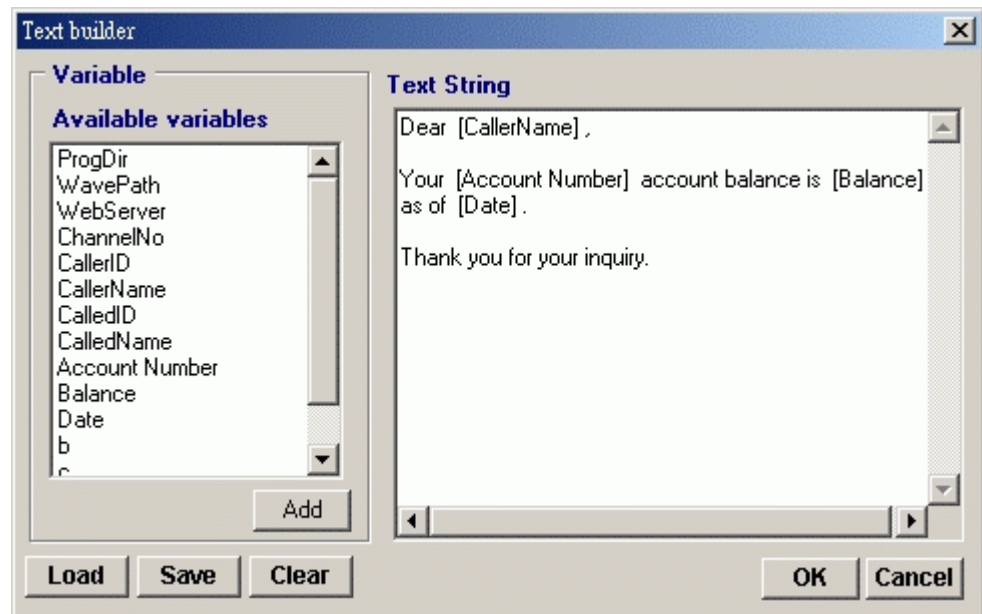 Text builder
Variable
Available variables
ProgDir
WavePath
WebServer
ChannelNo
CallerID
CallerName
CalledID
CalledName
Account Number
Balance
Date
b
Add
Text String
Dear [CallerName] ,
Your [Account Number] account balance is [Balance]
as of [Date] .
Thank you for your inquiry.
Load Save Clear OK Cancel